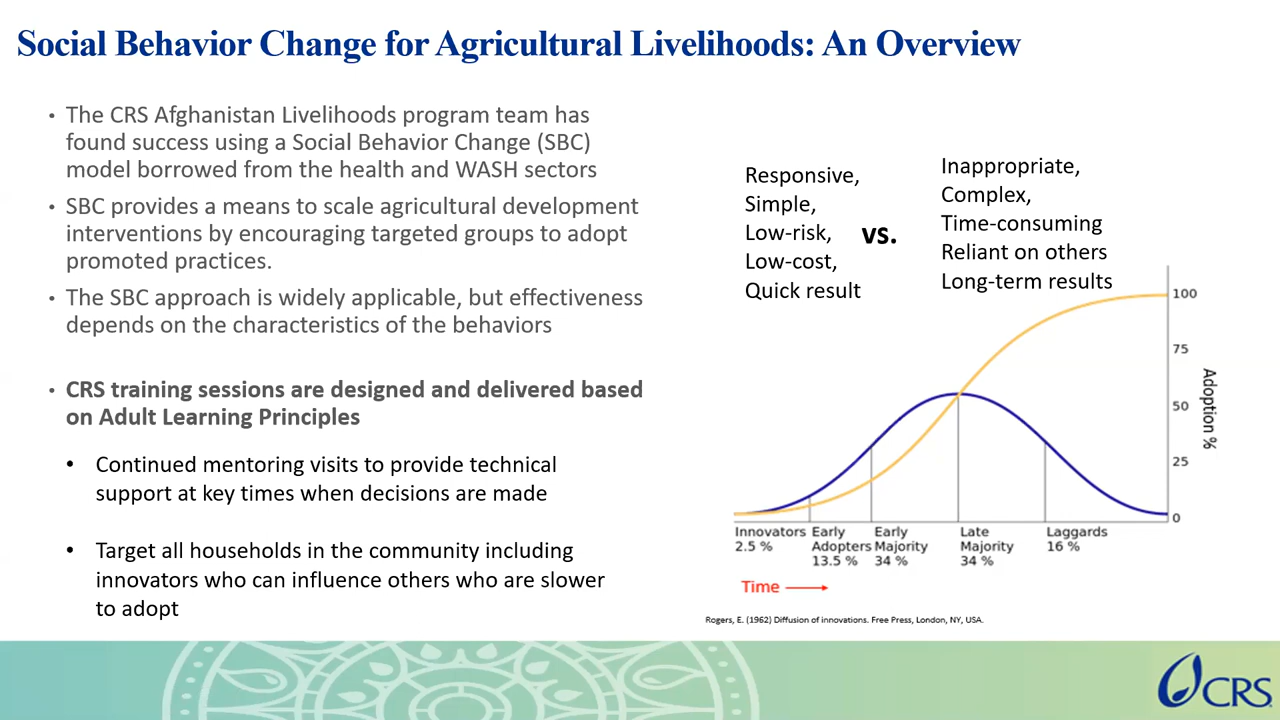 Social Behavior Change for Agricultural Livelihoods: An Overview
• The CRS Afghanistan Livelihoods program team has
found success using a Social Behavior Change (SBC)
model borrowed from the health and WASH sectors
• SBC provides a means to scale agricultural development
interventions by encouraging targeted groups to adopt
promoted practices.
• The SBC approach is widely applicable, but effectiveness
depends on the characteristics of the behaviors
• CRS training sessions are designed and delivered based
on Adult Learning Principles
• Continued mentoring visits to provide technical
support at key times when decisions are made
• Target all households in the community including
innovators who can influence others who are slower
to adopt
Responsive,
Simple,
Low-risk,
Low-cost,
Quick result
vs.
Inappropriate,
Complex,
Time-consuming
Reliant on others
Long-term results
100
75
50
25
0
Adoption %
Innovators
2.5 %
Early
Adopters
13.5 %
Early
Majority
34 %
Late
Majority
34 %
Laggards
16 %
Time
Rogers, E. (1962) Diffusion of innovations. Free Press, London, NY, USA.
CRS